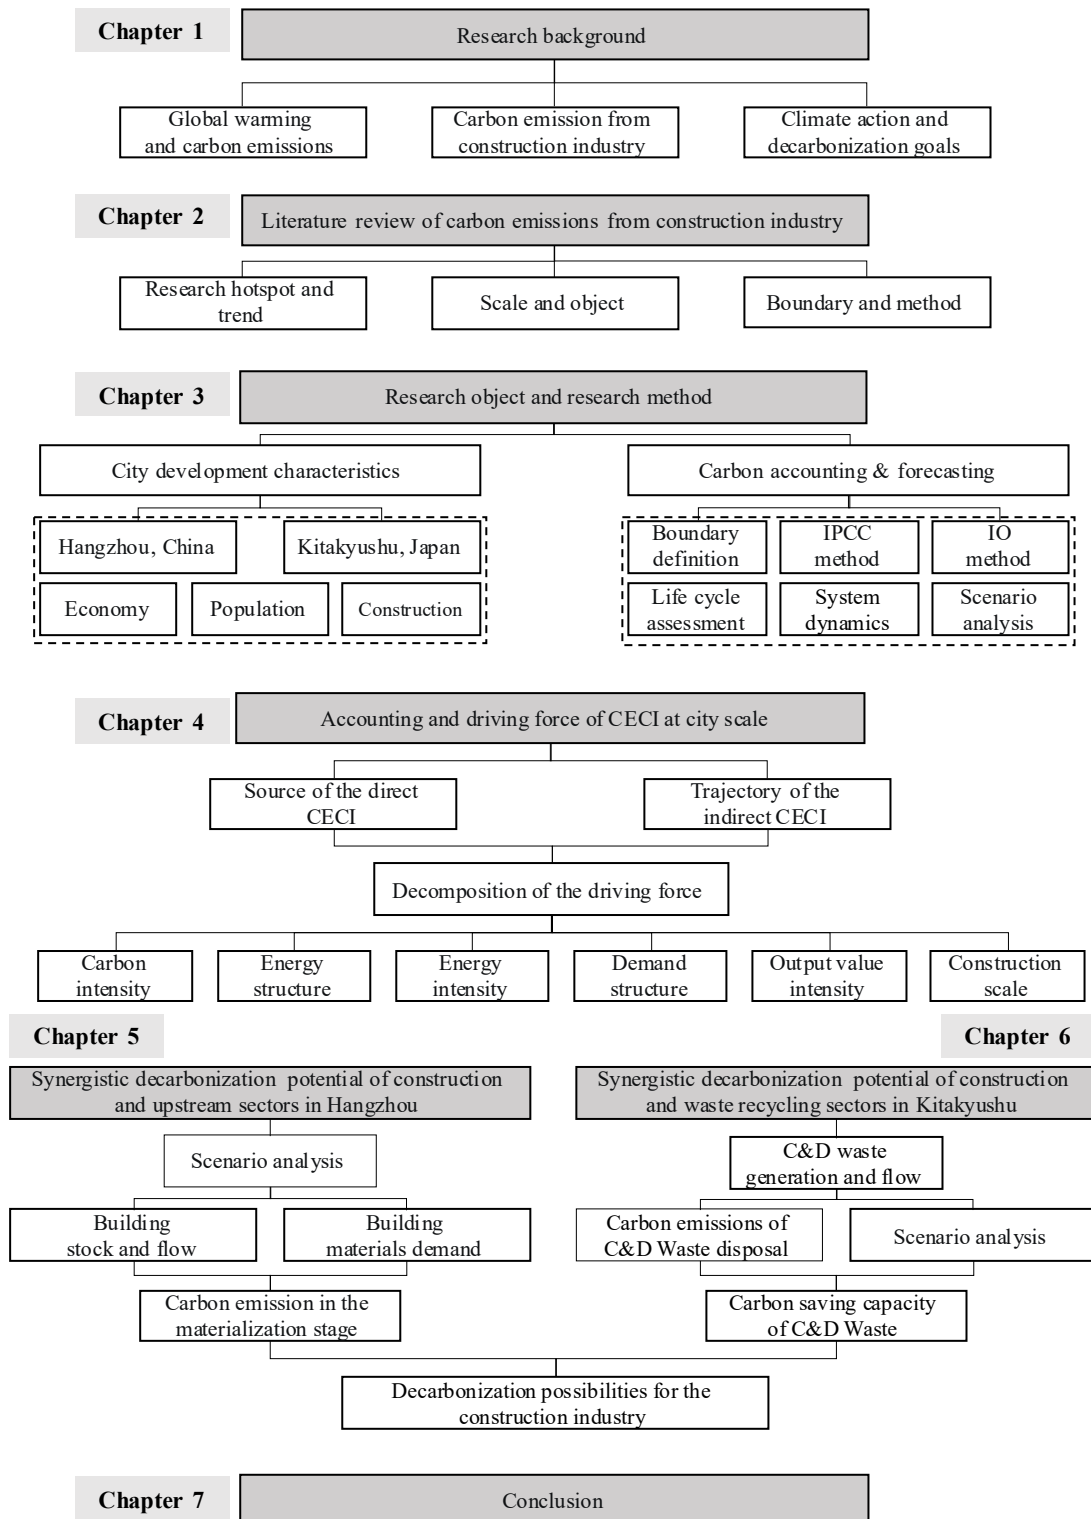 Chapter 1
Research background
Global warming
and carbon emissions
Carbon emission from
construction industry
Climate action and
decarbonization goals
Chapter 2
Literature review of carbon emissions from construction industry
Research hotspot and
trend
Scale and object
Boundary and method
Chapter 3
Research object and research method
City development characteristics
Carbon accounting & forecasting
Hangzhou, China
Kitakyushu, Japan
Economy
Population
Construction
Boundary
definition
IPCC
method
IO
method
Life cycle
assessment
System
dynamics
Scenario
analysis
Chapter 4
Accounting and driving force of CECI at city scale
Source of the direct
CECI
Trajectory of the
indirect CECI
Decomposition of the driving force
Carbon
intensity
Energy
structure
Energy
intensity
Demand
structure
Output value
intensity
Construction
scale
Chapter 5
Synergistic decarbonization potential of construction
and upstream sectors in Hangzhou
Scenario analysis
Building
stock and flow
Building
materials demand
Carbon emission in the
materialization stage
Chapter 6
Synergistic decarbonization potential of construction
and waste recycling sectors in Kitakyushu
C&D waste
generation and flow
Carbon emissions of
C&D Waste disposal
Scenario analysis
Carbon saving capacity
of C&D Waste
Decarbonization possibilities for the
construction industry
Chapter 7
Conclusion